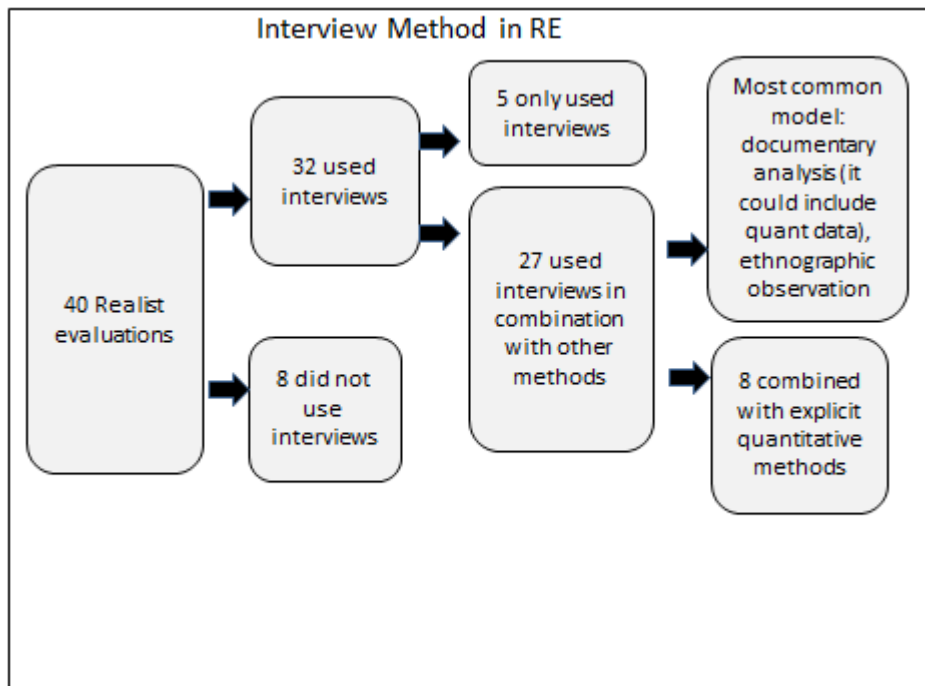 Interview Method in RE
40 Realist
evaluations
32 used
interviews
8 did not
use
interviews
5 only used
interviews
27 used
interviews in
combination
with other
methods
Most common
model:
documentary
analysis (it
could include
quant data),
ethnographic
observation
8 combined
with explicit
quantitative
methods